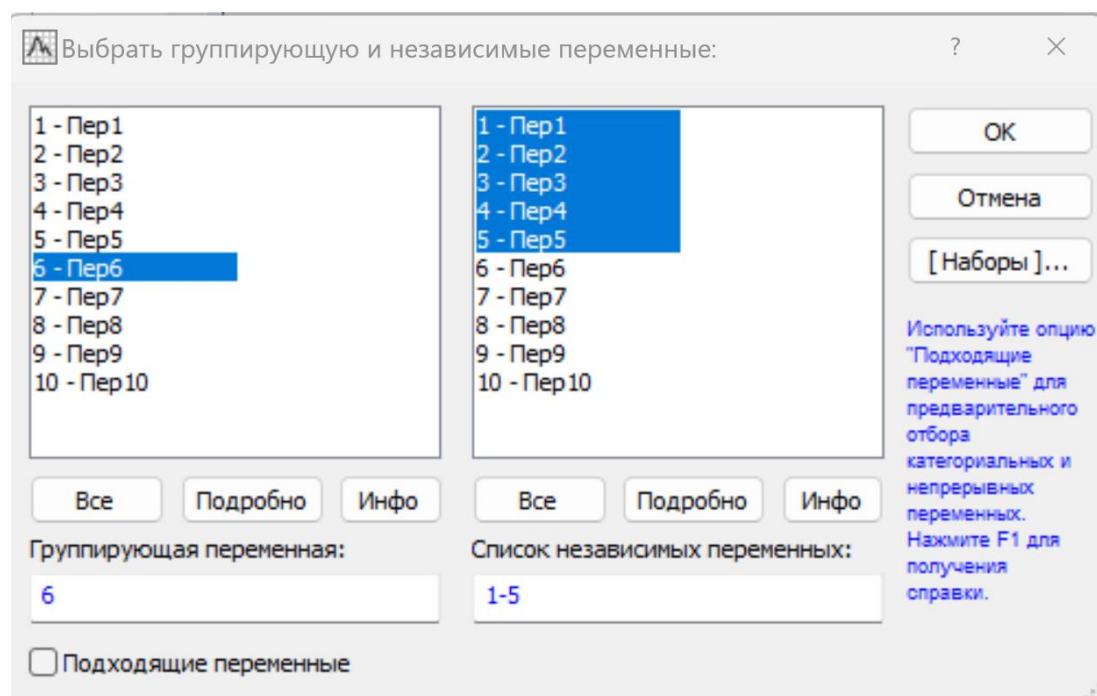 Выбрать группирующую и независимые переменные:
?
1 - Пер1
2 - Пер2
3 - Пер3
4 - Пер4
5 - Пер5
6 - Пер6
7 - Пер7
8 - Пер8
9 - Пер9
10 - Пер10
Все
Подробно
Инфо
Группирующая переменная:
6
Подходящие переменные
1 - Пер1
2 - Пер2
3 - Пер3
4 - Пер4
5 - Пер5
6 - Пер6
7 - Пер7
8 - Пер8
9 - Пер9
10 - Пер10
Все
Подробно
Инфо
Список независимых переменных:
1-5
ОК
Отмена
[ Наборы ]...
Используйте опцию
"Подходящие
переменные" для
предварительного
отбора
категориальных и
непрерывных
переменных.
Нажмите F1 для
получения
справки.